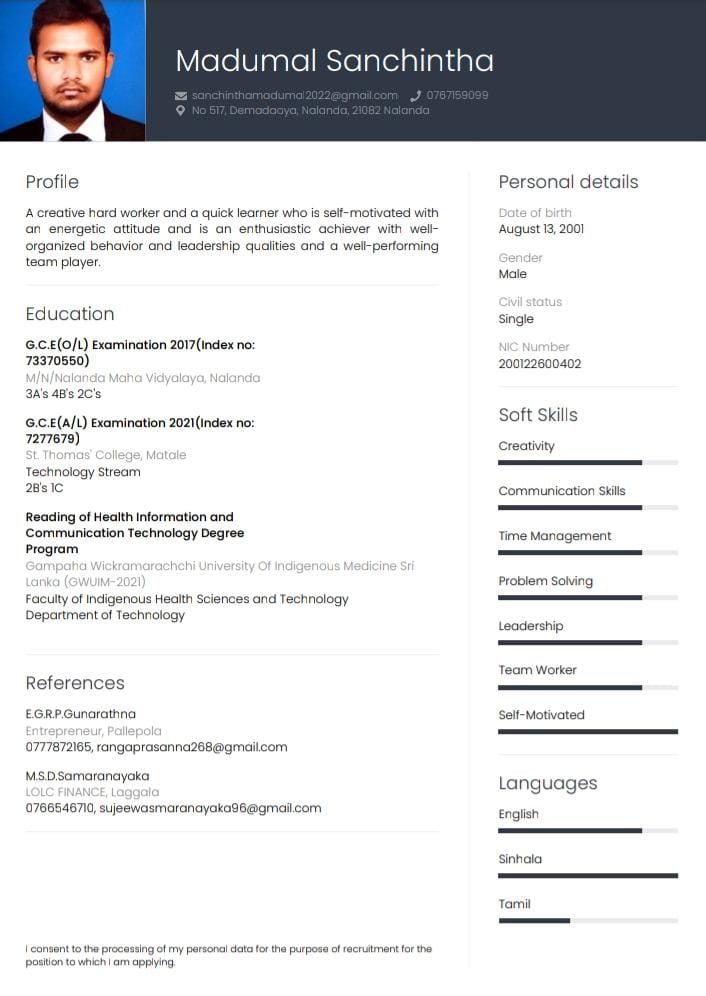 Madumal Sanchintha
sanchinthamadumal2022@gmail.com 0767159099
No 517, Demadaoya, Nalanda, 21082 Nalanda
Profile
A creative hard worker and a quick learner who is self-motivated with
an energetic attitude and is an enthusiastic achiever with well-
organized behavior and leadership qualities and a well-performing
team player.
Education
G.C.E(O/L) Examination 2017(Index no:
73370550)
M/N/Nalanda Maha Vidyalaya, Nalanda
3A's 4B's 2C's
G.C.E(A/L) Examination 2021(Index no:
7277679)
St. Thomas' College, Matale
Technology Stream
2B's 1C
Reading of Health Information and
Communication Technology Degree
Program
Gampaha Wickramarachchi University Of Indigenous Medicine Sri
Lanka (GWUIM-2021)
Faculty of Indigenous Health Sciences and Technology
Department of Technology
References
E.G.R.P.Gunarathna
Entrepreneur, Pallepola
0777872165, rangaprasanna268@gmail.com
M.S.D.Samaranayaka
LOLC FINANCE, Laggala
0766546710, sujeewasmaranayaka96@gmail.com
I consent to the processing of my personal data for the purpose of recruitment for the
position to which I am applying.
Personal details
Date of birth
August 13, 2001
Gender
Male
Civil status
Single
NIC Number
200122600402
Soft Skills
Creativity
Communication Skills
Time Management
Problem Solving
Leadership
Team Worker
Self-Motivated
Languages
English
Sinhala
Tamil